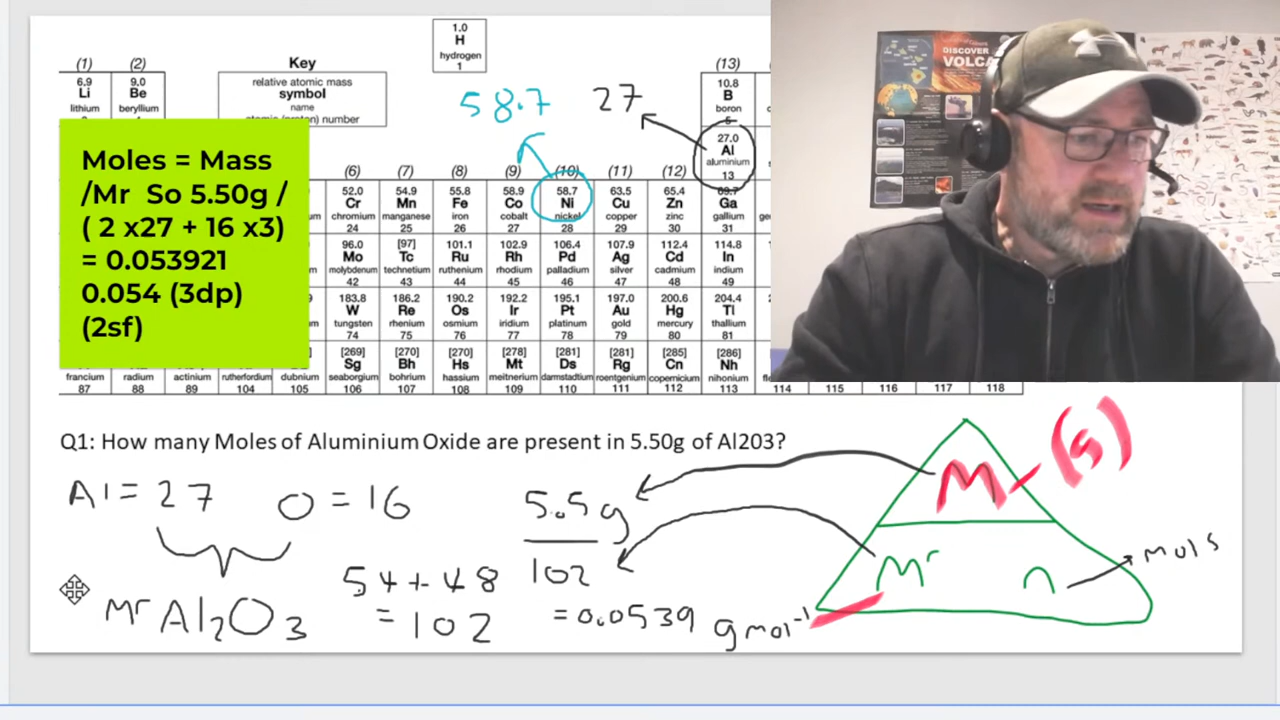 1.0
H
hydrogen
1
(1) (2) Key (13)
6.9 9.0 relative atomic mass 10.8
Li Be symbol B
lithium beryllium name boron
atomic (proton) number 5
58.7 27
27.0
Al
aluminium
13
Moles = Mass
/Mr So 5.50g /
( 2 x27 + 16 x3)
= 0.053921
0.054 (3dp)
(2sf)
(6) (7) (8) (9) (10) (11) (12)
52.0 54.9 55.8 58.9 58.7 63.5 65.4 69.7
Cr Mn Fe Co Ni Cu Zn Ga
chromium manganese iron cobalt nickel copper zinc gallium
24 25 26 27 28 29 30 31
96.0 [97] 101.1 102.9 106.4 107.9 112.4 114.8
Mo Tc Ru Rh Pd Ag Cd In
molybdenum technetium ruthenium rhodium palladium silver cadmium indium
42 43 44 45 46 47 48 49
183.8 186.2 190.2 192.2 195.1 197.0 200.6 204.4
W Re Os Ir Pt Au Hg Tl
tungsten rhenium osmium iridium platinum gold mercury thallium
74 75 76 77 78 79 80 81
[269] [270] [270] [278] [281] [281] [285] [286]
Sg Bh Hs Mt Ds Rg Cn Nh
francium radium actinium rutherfordium dubnium seaborgium bohrium hassium meitnerium darmstadtium roentgenium copernicium nihonium
87 88 89 104 105 106 107 108 109 110 111 112 113 114 115 116 117 118
DISCOVER
VOLCA
Q1: How many Moles of Aluminium Oxide are present in 5.50g of Al203?
Al = 27 O = 16
Mr Al2O3
54 + 48
= 102
5.5g
102
= 0.0539
M (g)
Mr n
mols
gmol-1